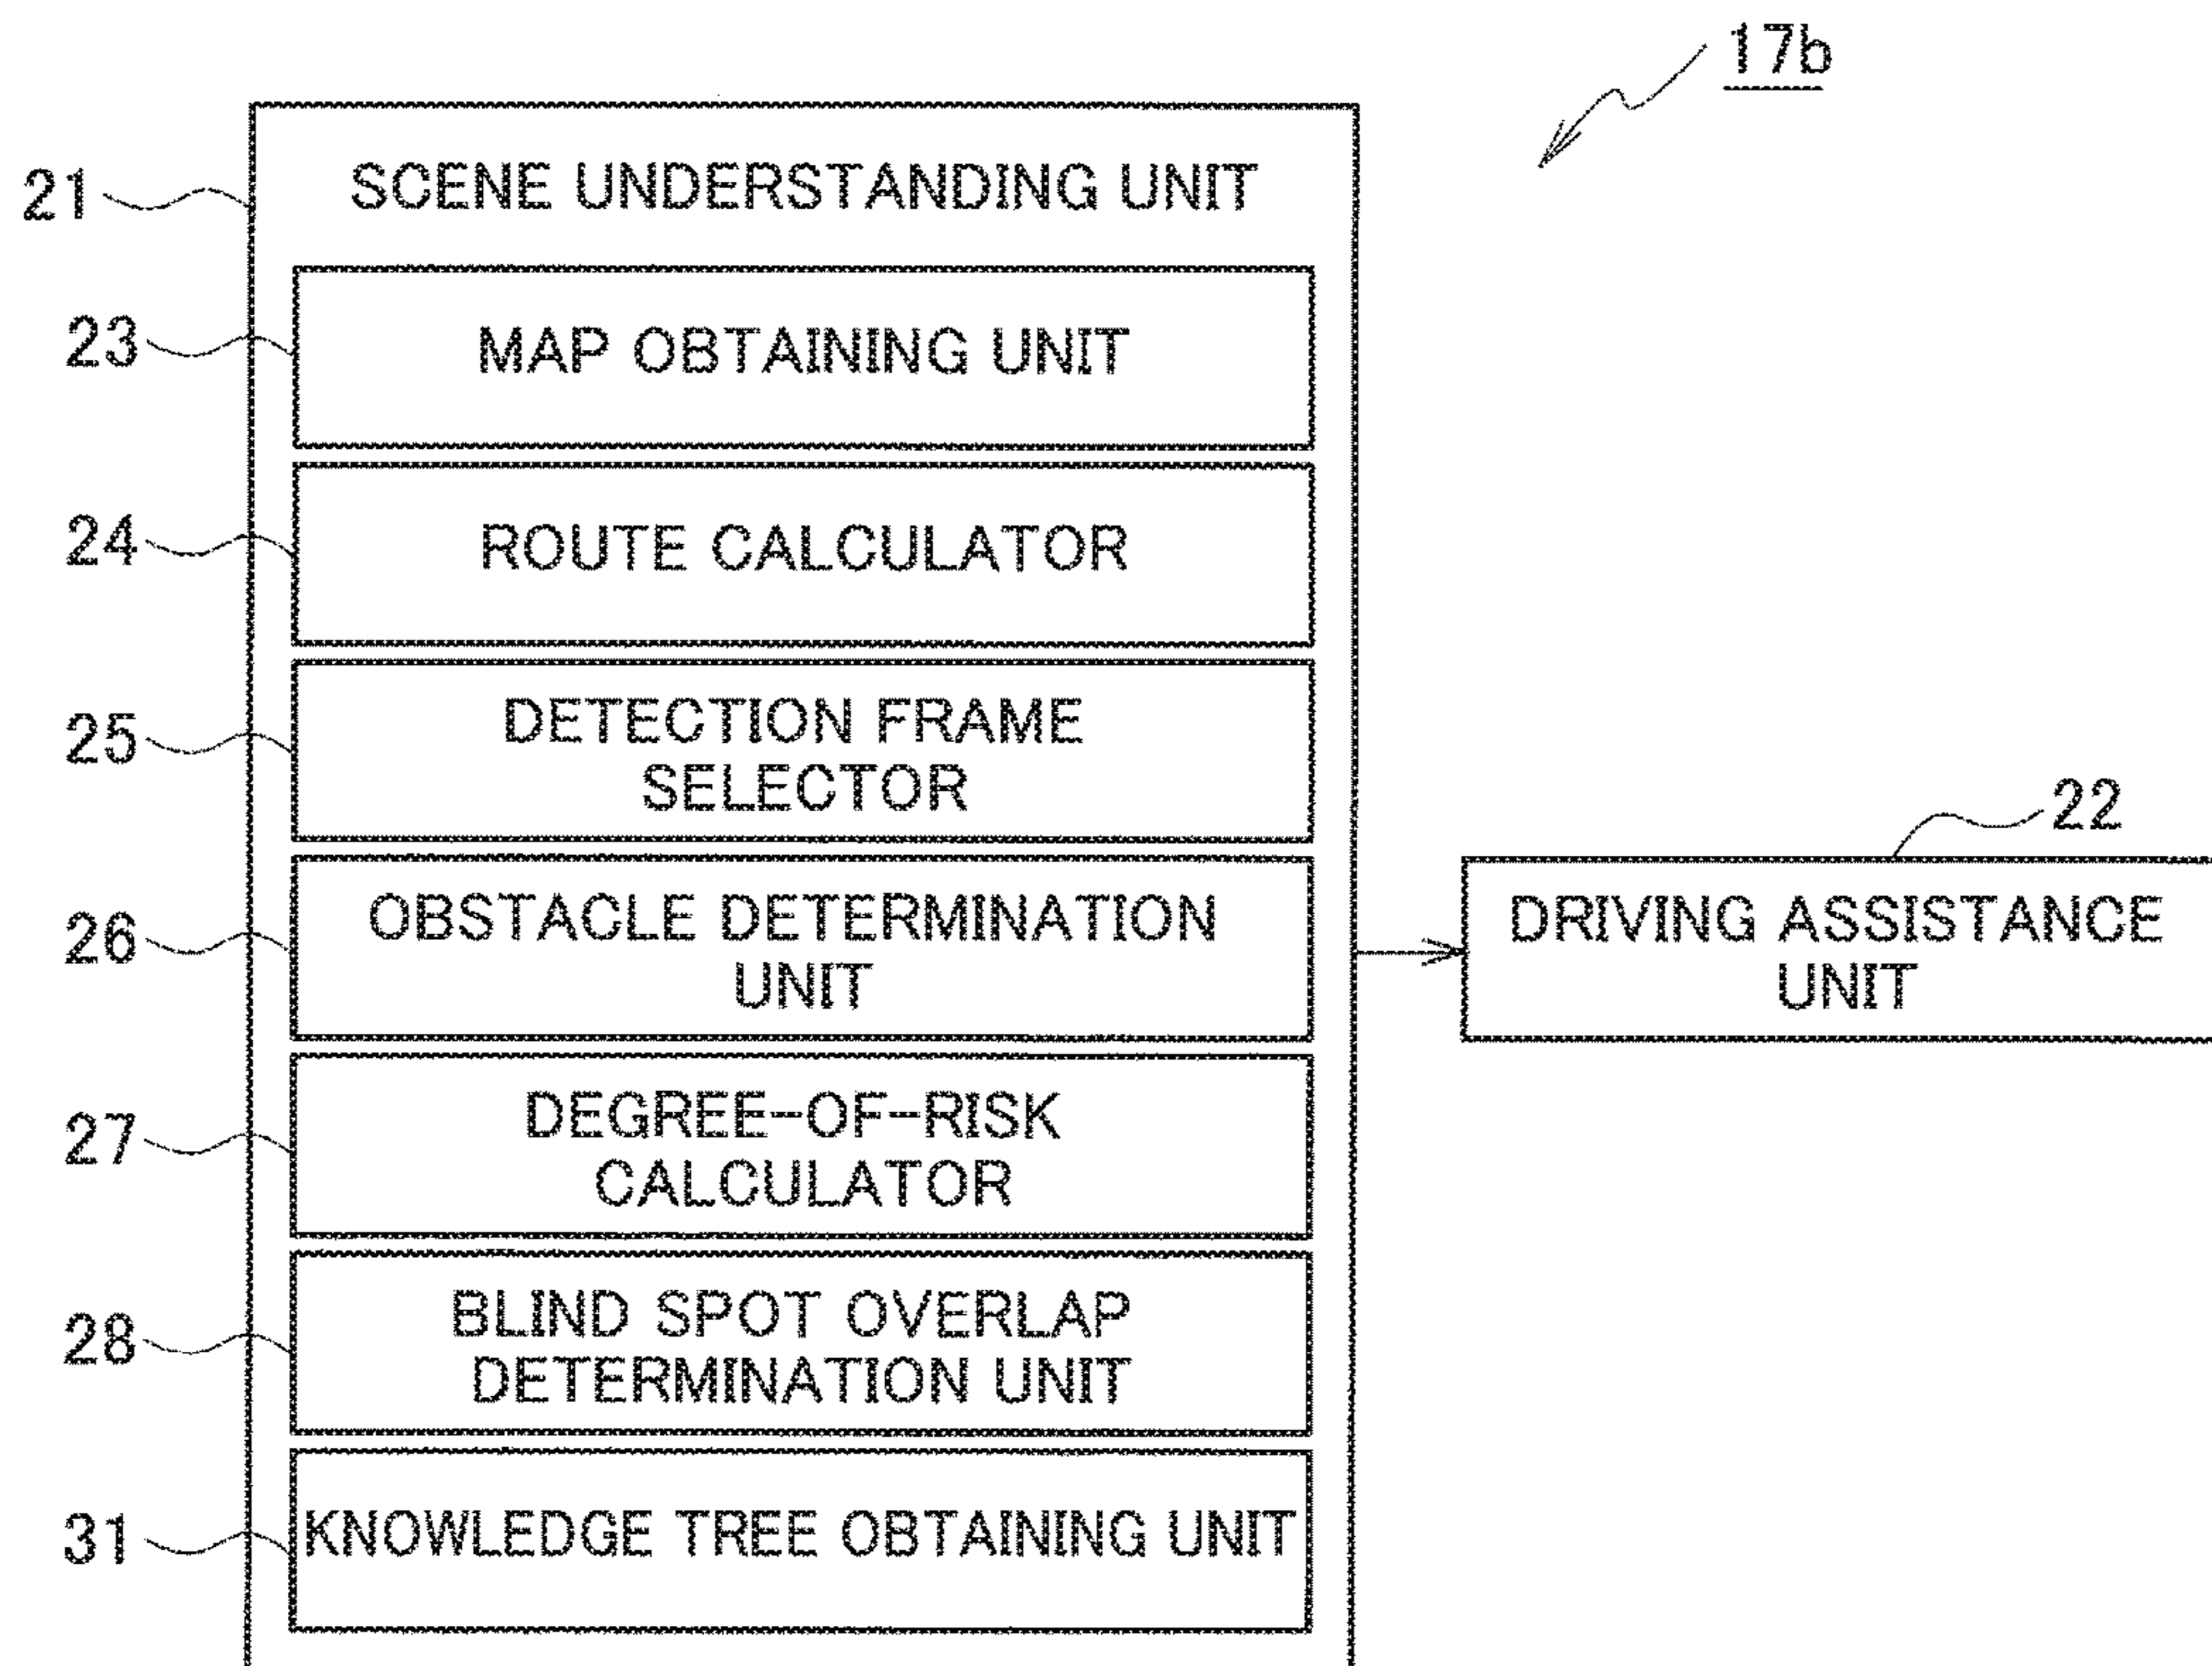 17b
21
SCENE UNDERSTANDING UNIT
23
MAP OBTAINING UNIT
24
ROUTE CALCULATOR
25
DETECTION FRAME
SELECTOR
26
OBSTACLE DETERMINATION
UNIT
22
DRIVING ASSISTANCE
UNIT
27
DEGREE-OF-RISK
CALCULATOR
28
BLIND SPOT OVERLAP
DETERMINATION UNIT
31
KNOWLEDGE TREE OBTAINING UNIT